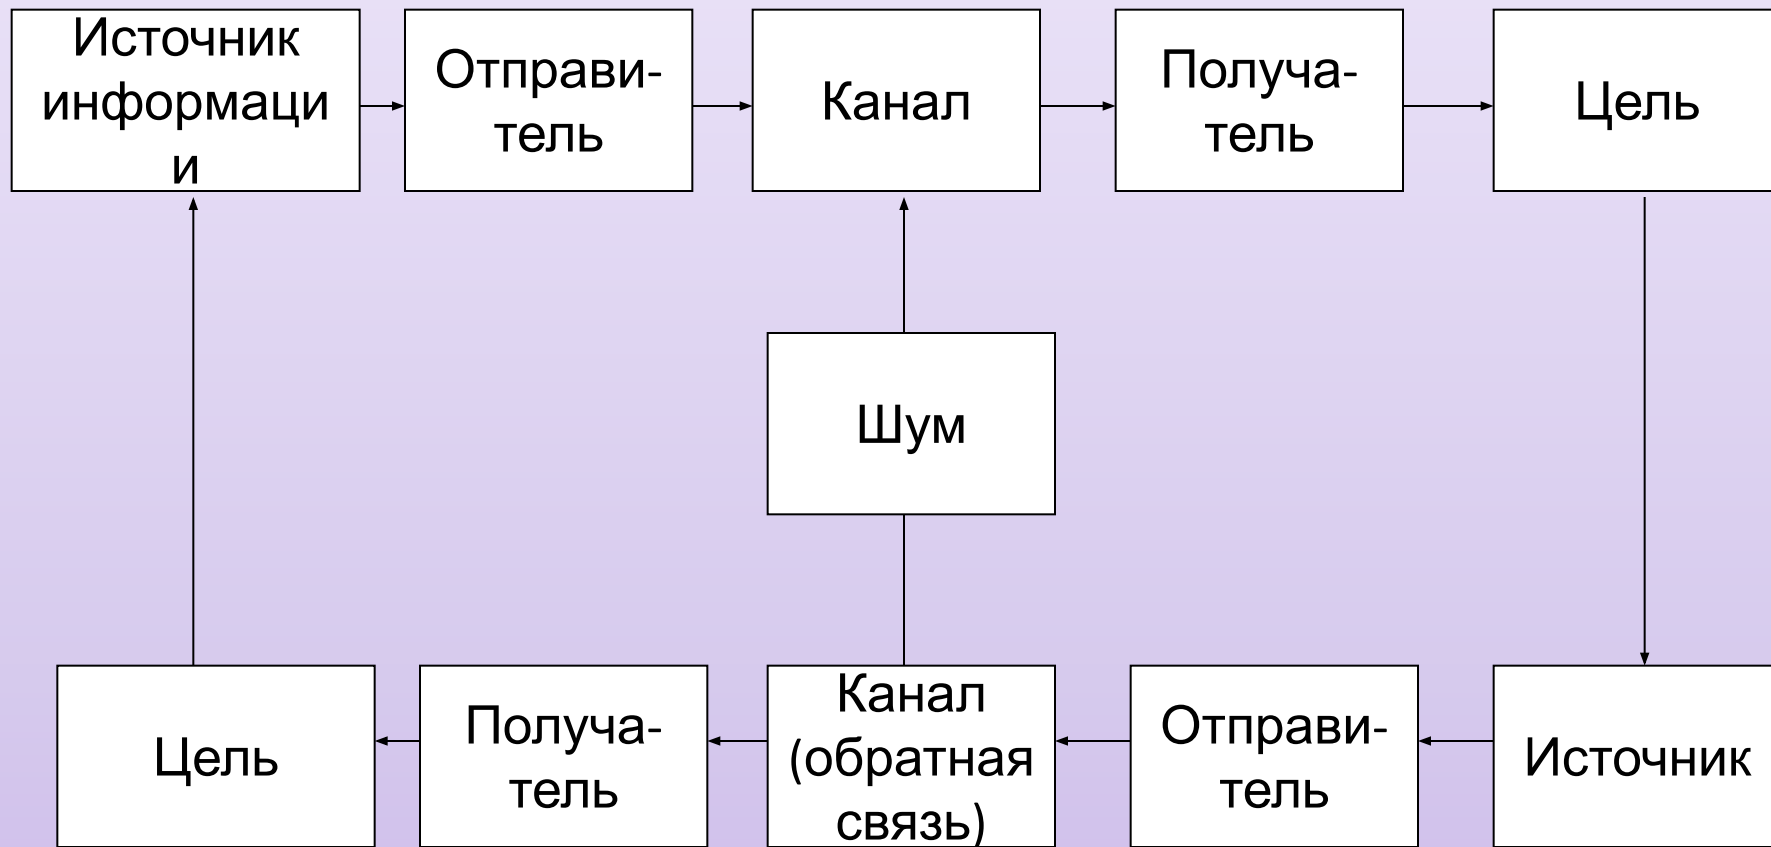 Источник
информаци
и
Отправи-
тель
Канал
Получа-
тель
Цель
Шум
Цель
Получа-
тель
Канал
(обратная
связь)
Отправи-
тель
Источник